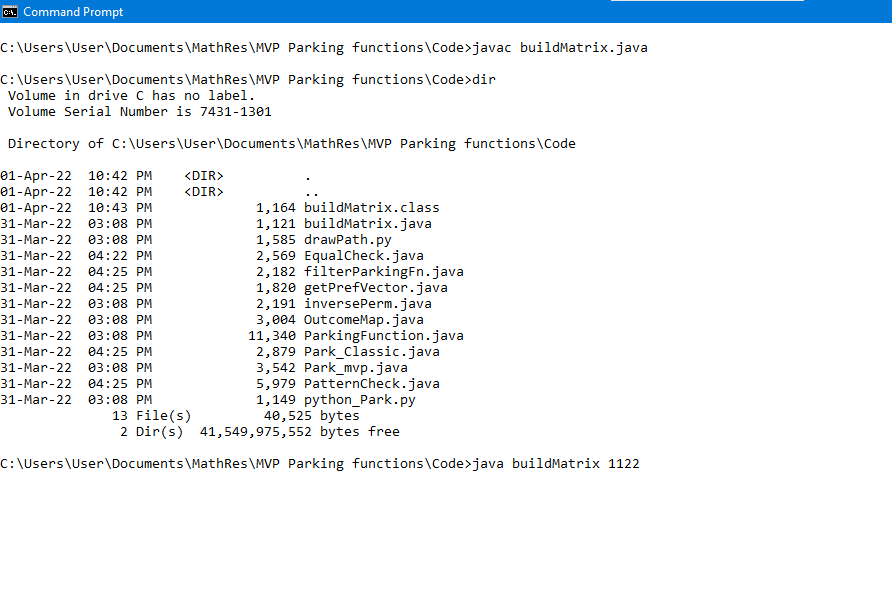 Command Prompt
C:\Users\User\Documents\MathRes\MVP Parking functions\Code>javac buildMatrix.java
C:\Users\User\Documents\MathRes\MVP Parking functions\Code>dir
 Volume in drive C has no label.
 Volume Serial Number is 7431-1301
 Directory of C:\Users\User\Documents\MathRes\MVP Parking functions\Code
01-Apr-22  10:42 PM    <DIR>          .
01-Apr-22  10:42 PM    <DIR>          ..
01-Apr-22  10:43 PM             1,164 buildMatrix.class
31-Mar-22  03:08 PM             1,121 buildMatrix.java
31-Mar-22  03:08 PM             1,585 drawPath.py
31-Mar-22  04:22 PM             2,569 EqualCheck.java
31-Mar-22  04:25 PM             2,182 filterParkingFn.java
31-Mar-22  04:25 PM             1,820 getPrefVector.java
31-Mar-22  03:08 PM             2,191 inversePerm.java
31-Mar-22  03:08 PM             3,004 OutcomeMap.java
31-Mar-22  03:08 PM            11,340 ParkingFunction.java
31-Mar-22  04:25 PM             2,879 Park_Classic.java
31-Mar-22  03:08 PM             3,542 Park_mvp.java
31-Mar-22  04:25 PM             5,979 PatternCheck.java
31-Mar-22  03:08 PM             1,149 python_Park.py
              13 File(s)         40,525 bytes
               2 Dir(s)  41,549,975,552 bytes free
C:\Users\User\Documents\MathRes\MVP Parking functions\Code>java buildMatrix 1122